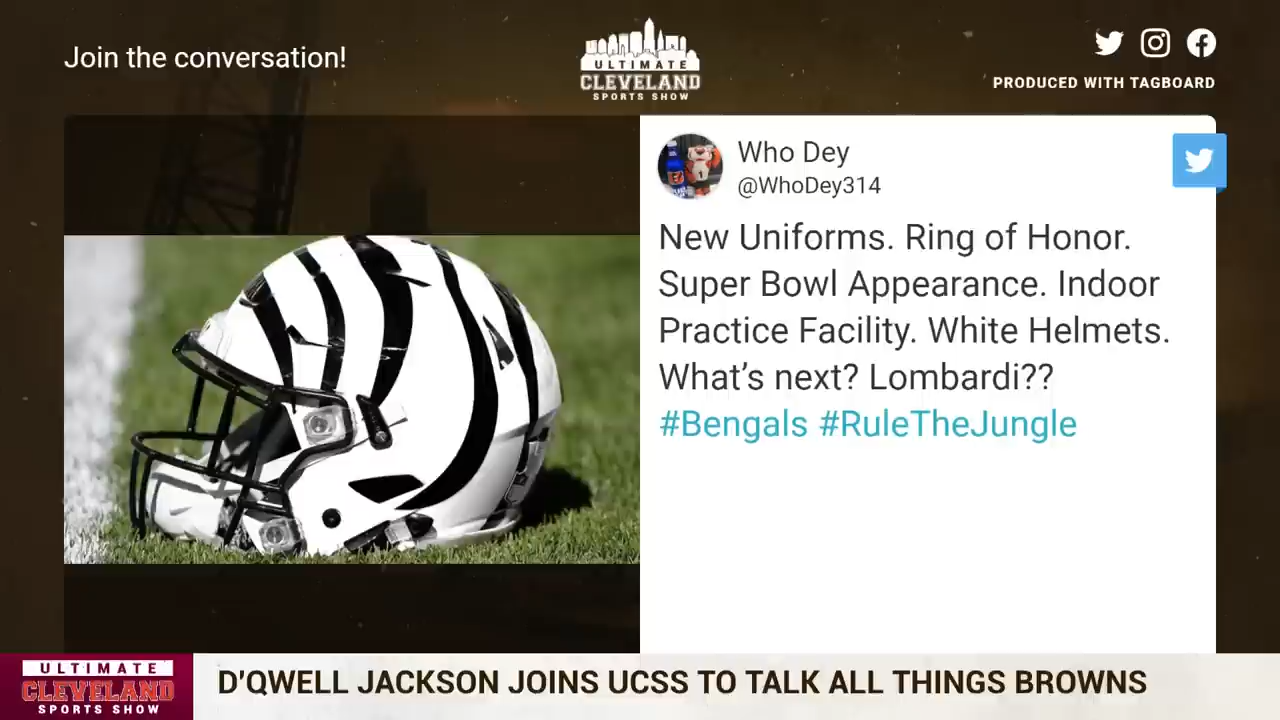 Join the conversation!
ULTIMATE
CLEVELAND
SPORTS SHOW
PRODUCED WITH TAGBOARD
Who Dey
@WhoDey314
New Uniforms. Ring of Honor.
Super Bowl Appearance. Indoor
Practice Facility. White Helmets.
What’s next? Lombardi??
#Bengals #RuleTheJungle
ULTIMATE
CLEVELAND
SPORTS SHOW
D'QWELL JACKSON JOINS UCSS TO TALK ALL THINGS BROWNS